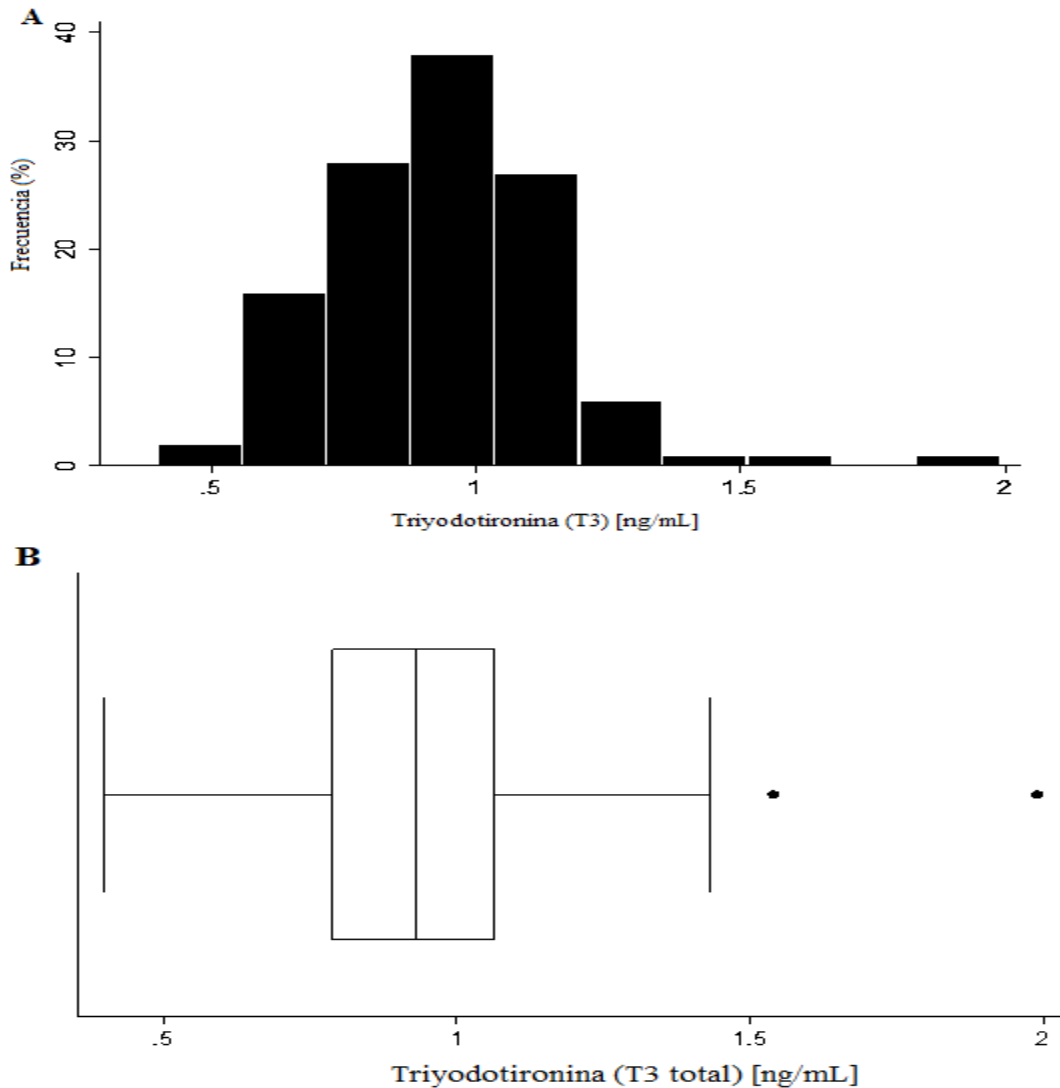 A
40
30
20
10
0
Frecuencia (%)
.5 1 1.5 2
Triyodotironina (T3) [ng/mL]
B
.5 1 1.5 2
Triyodotironina (T3 total) [ng/mL]